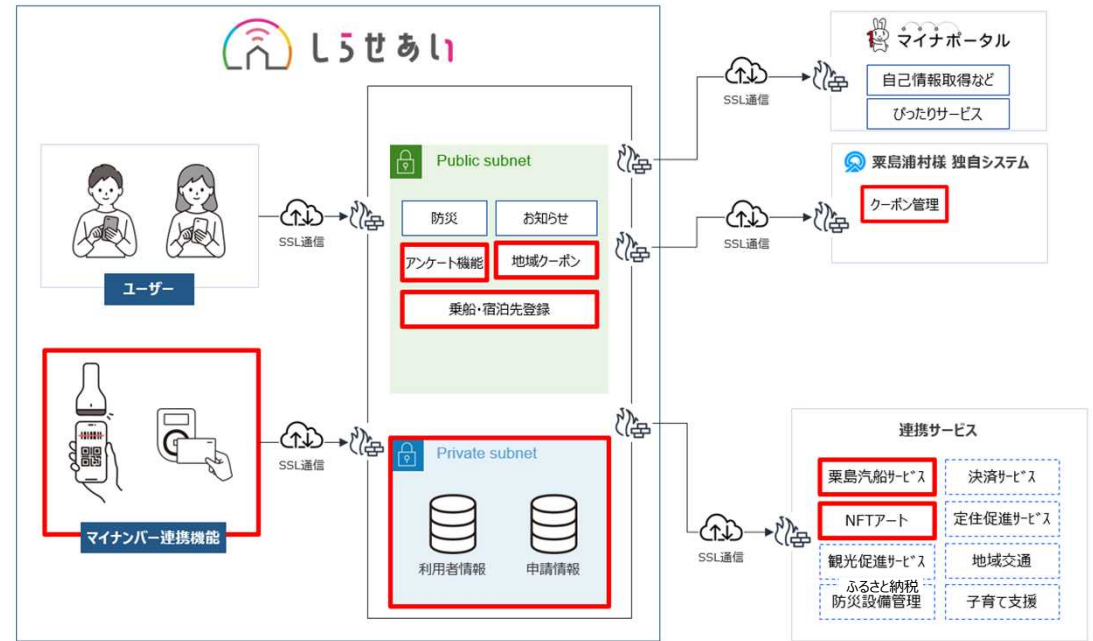 しらせあい
マイナポータル
自己情報取得など
ぴったりサービス
SSL通信
粟島浦村様 独自システム
クーポン管理
SSL通信
Public subnet
防災
お知らせ
アンケート機能
地域クーポン
乗船・宿泊先登録
SSL通信
ユーザー
Private subnet
利用者情報
申請情報
SSL通信
マイナンバー連携機能
SSL通信
連携サービス
粟島汽船サービス
決済サービス
NFTアート
定住促進サービス
観光促進サービス
地域交通
ふるさと納税
防災設備管理
子育て支援